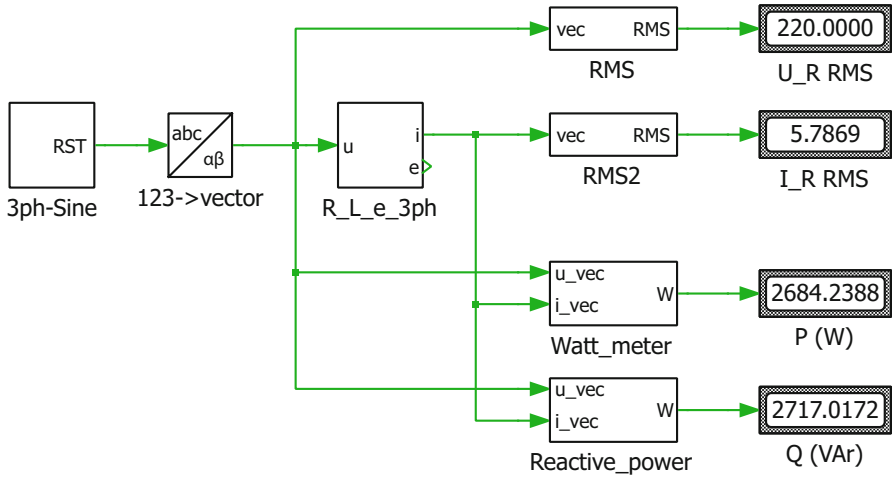 vec RMS
RMS
220.0000
U_R RMS
RST
3ph-Sine
abc
αβ
123->vector
u
i
e
R_L_e_3ph
vec RMS
RMS2
5.7869
I_R RMS
u_vec
i_vec
W
Watt_meter
2684.2388
P (W)
u_vec
i_vec
W
Reactive_power
2717.0172
Q (VAr)